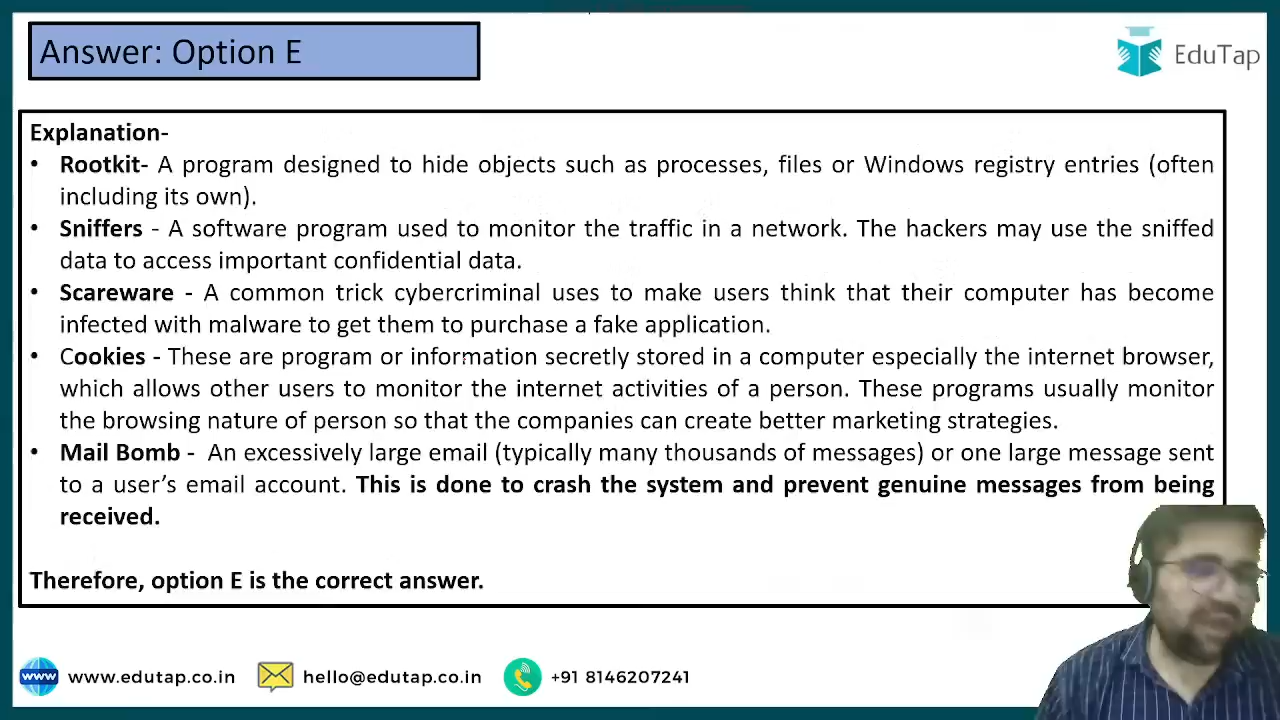 Answer: Option E
EduTap
Explanation-
• Rootkit- A program designed to hide objects such as processes, files or Windows registry entries (often
including its own).
• Sniffers - A software program used to monitor the traffic in a network. The hackers may use the sniffed
data to access important confidential data.
• Scareware - A common trick cybercriminal uses to make users think that their computer has become
infected with malware to get them to purchase a fake application.
• Cookies - These are program or information secretly stored in a computer especially the internet browser,
which allows other users to monitor the internet activities of a person. These programs usually monitor
the browsing nature of person so that the companies can create better marketing strategies.
• Mail Bomb - An excessively large email (typically many thousands of messages) or one large message sent
to a user’s email account. This is done to crash the system and prevent genuine messages from being
received.
Therefore, option E is the correct answer.
www www.edutap.co.in hello@edutap.co.in +91 8146207241